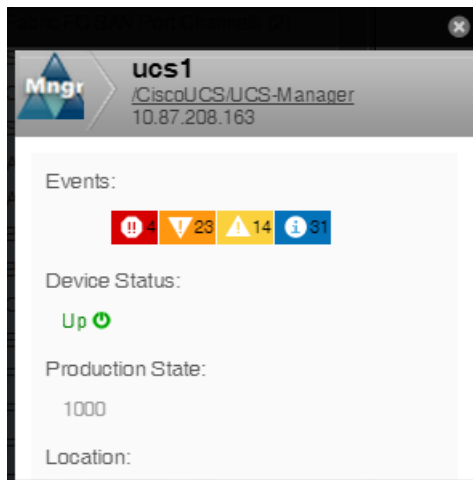 ucs1
Mngr
/CiscoUCS/UCS-Manager
10.87.208.163
Events:
4 23 14 31
Device Status:
Up
Production State:
1000
Location: